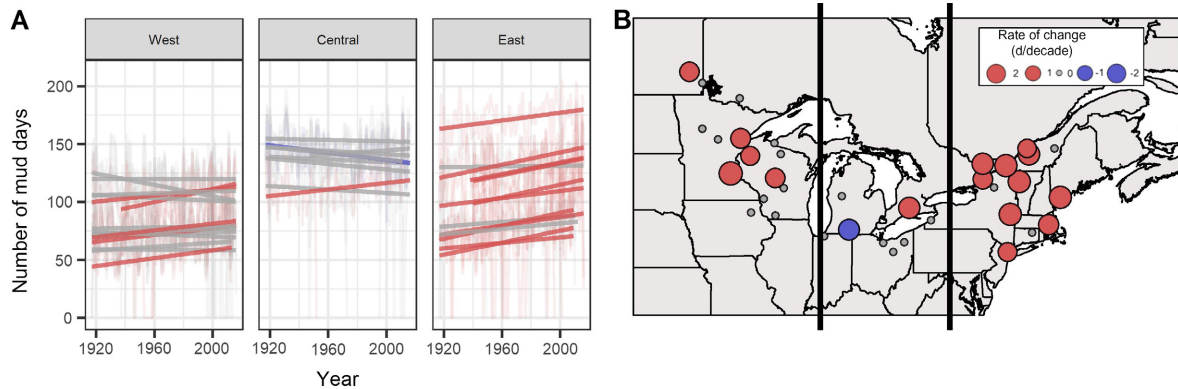 A
West Central East
Number of mud days
200
150
100
50
0
1920 1960 2000 1920 1960 2000 1920 1960 2000
Year
B
Rate of change
(d/decade)
2 1 0 -1 -2